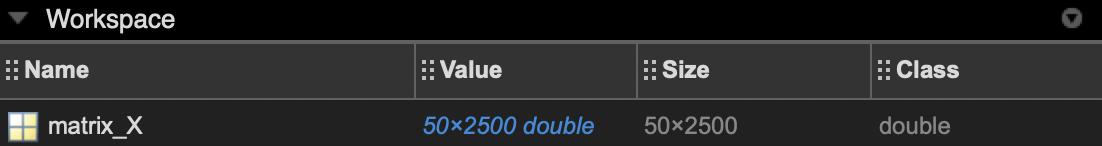 Workspace
Name Value Size Class
matrix_X 50×2500 double 50×2500 double